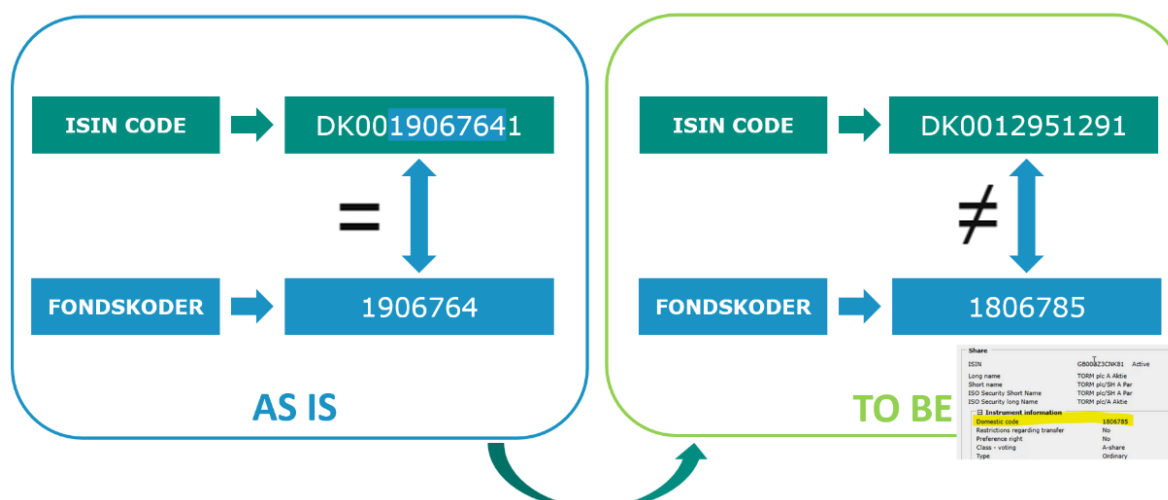 ISIN CODE
DK0019067641
=
FONDSKODER
1906764
AS IS
ISIN CODE
DK0012951291
≠
FONDSKODER
1806785
TO BE
Share
ISIN Active
Long name TORM plc A Aktie
Short name TORM plc/SH A Par
ISO Security Short Name TORM plc/SH A Par
ISO Security long Name TORM plc/A Aktie
Instrument information
Domestic code 1806785
Restrictions regarding transfer No
Preference right No
Class - voting A-share
Type Ordinary